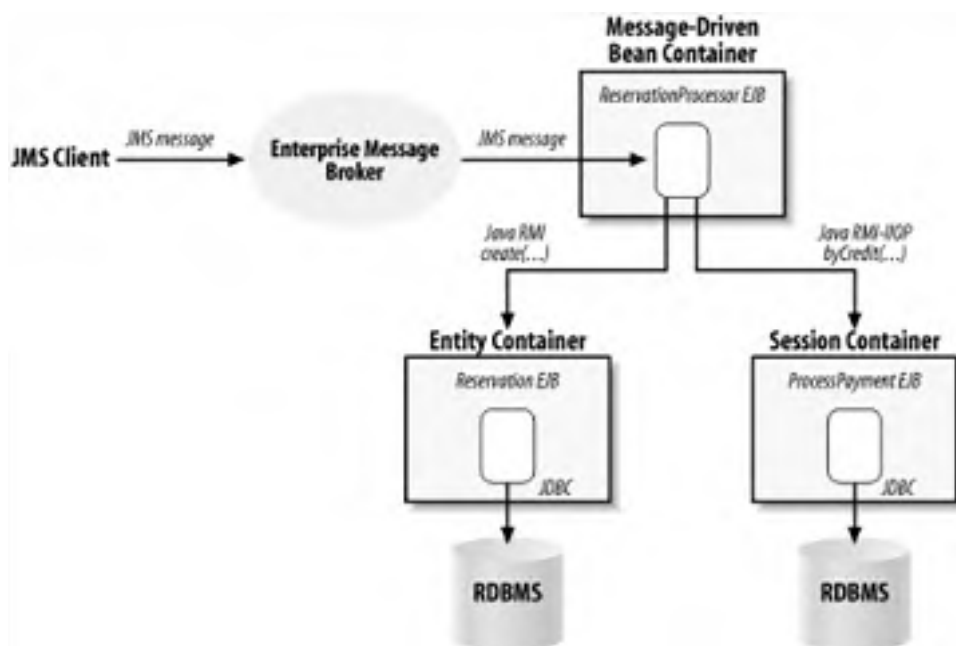 Message-Driven
Bean Container
ReservationProcessor EJB
JMS Client
JMS message
Enterprise Message
Broker
JMS message
Java RMI
create(...)
Java RMI-IIOP
byCredit(...)
Entity Container
Reservation EJB
JDBC
RDBMS
Session Container
ProcessPayment EJB
JDBC
RDBMS